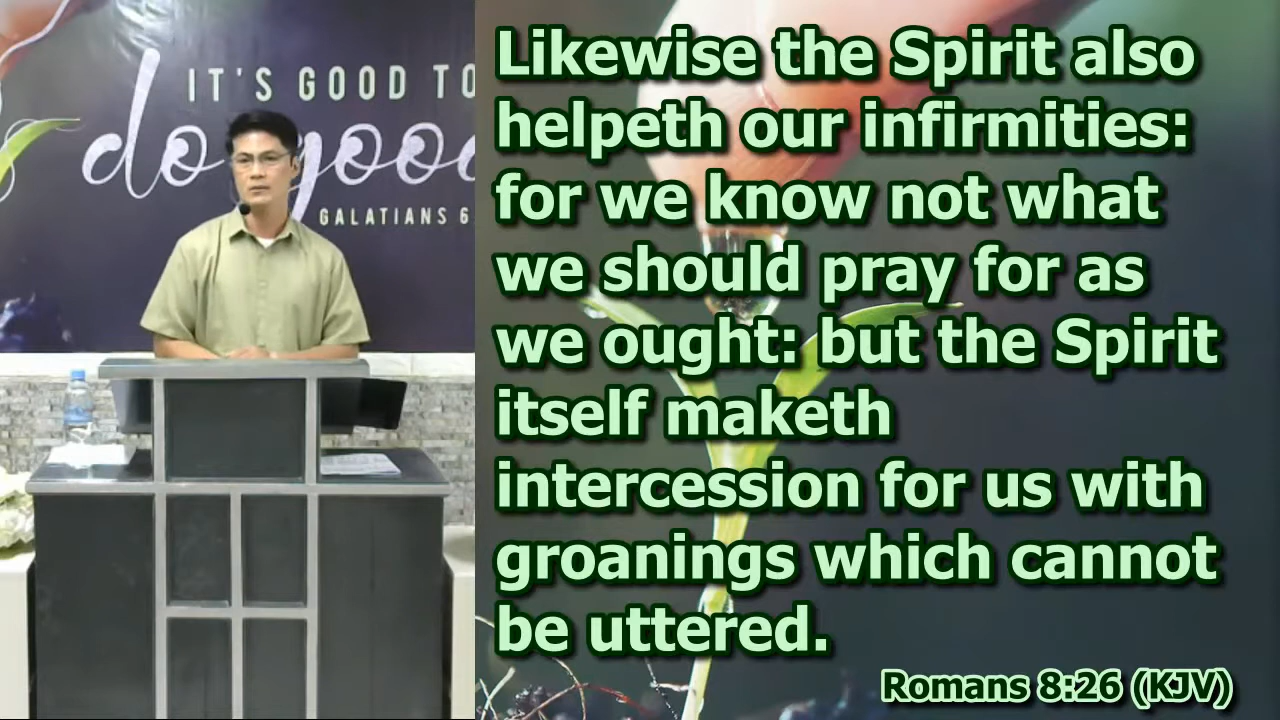 IT'S GOOD TO
do good
GALATIANS 6
Likewise the Spirit also
helpeth our infirmities:
for we know not what
we should pray for as
we ought: but the Spirit
itself maketh
intercession for us with
groanings which cannot
be uttered.
Romans 8:26 (KJV)